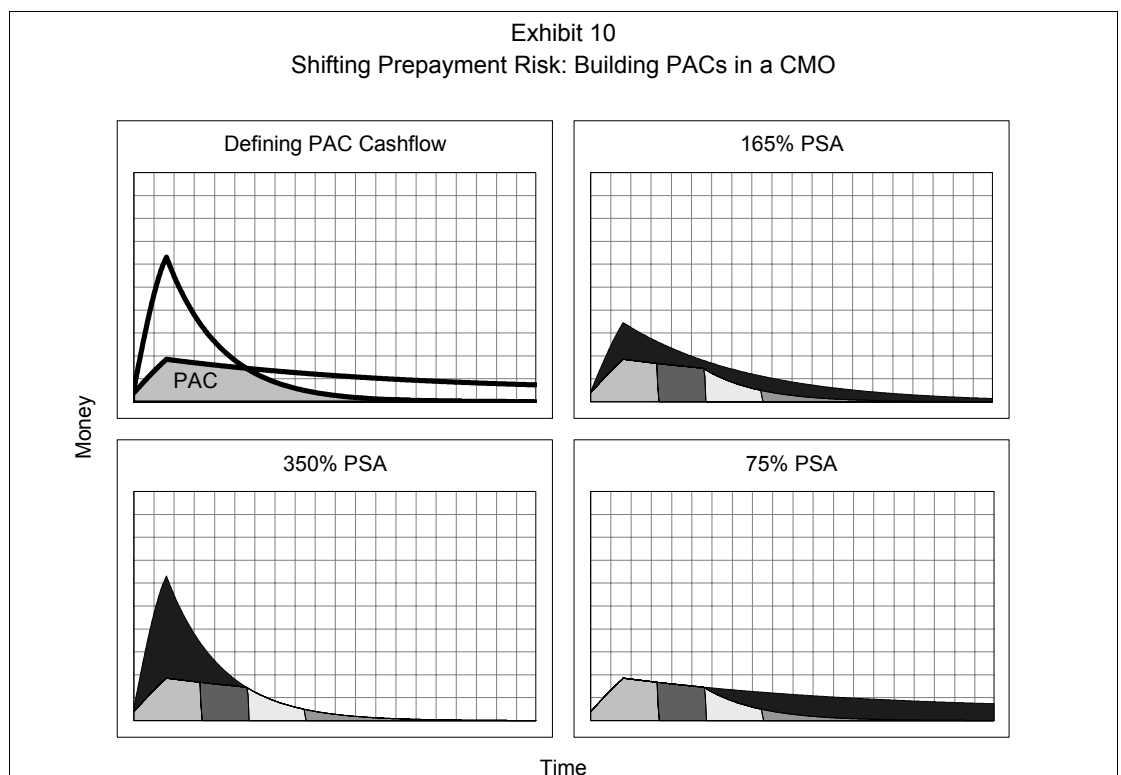 Exhibit 10
Shifting Prepayment Risk: Building PACs in a CMO
Defining PAC Cashflow
165% PSA
PAC
Money
350% PSA
75% PSA
Time